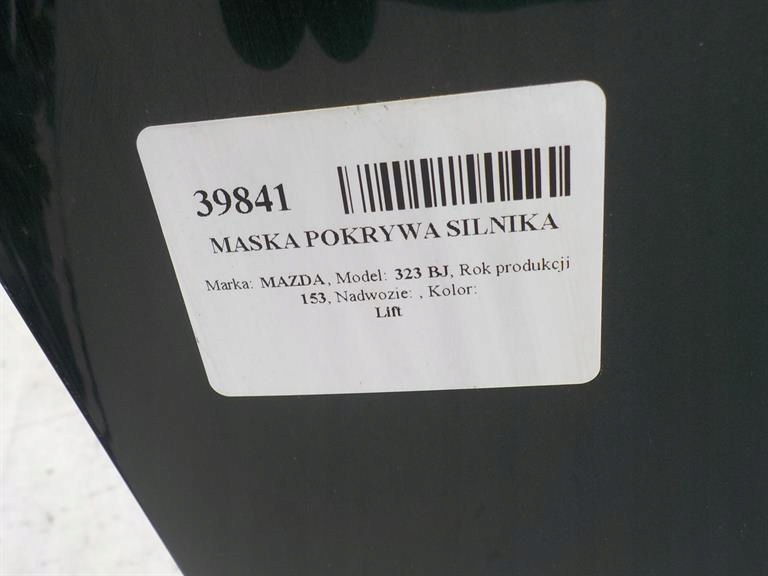 39841
MASKA POKRYWA SILNIKA
Marka: MAZDA, Model: 323 BJ, Rok produkcji
153, Nadwozie: , Kolor:
Lift